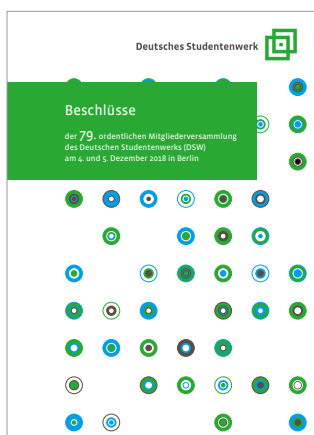 Deutsches Studentenwerk
Beschlüsse
der 79. ordentlichen Mitgliederversammlung
des Deutschen Studentenwerks (DSW)
am 4. und 5. Dezember 2018 in Berlin